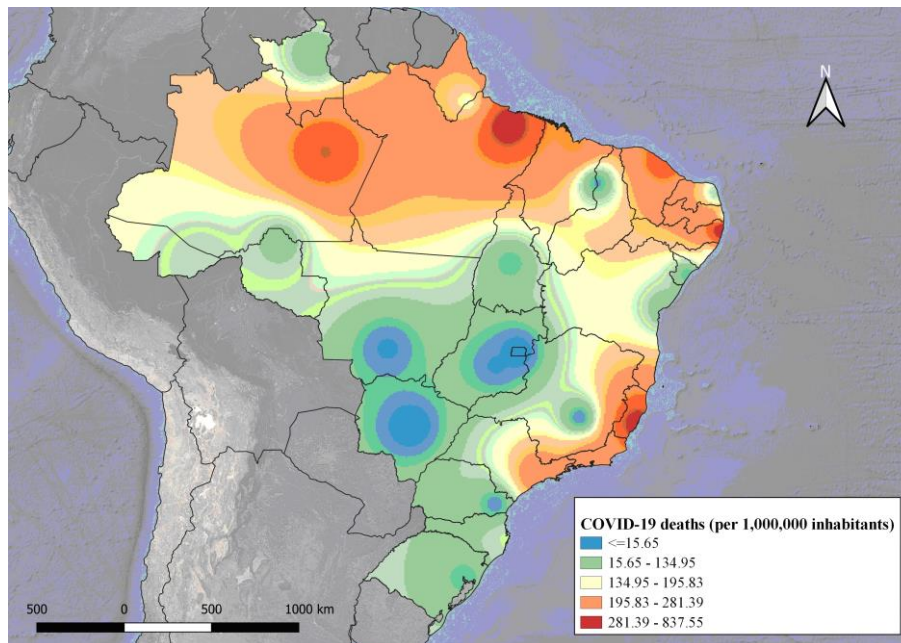 N
COVID-19 deaths (per 1,000,000 inhabitants)
<=15.65
15.65 - 134.95
134.95 - 195.83
195.83 - 281.39
281.39 - 837.55
500 0 500 1000 km